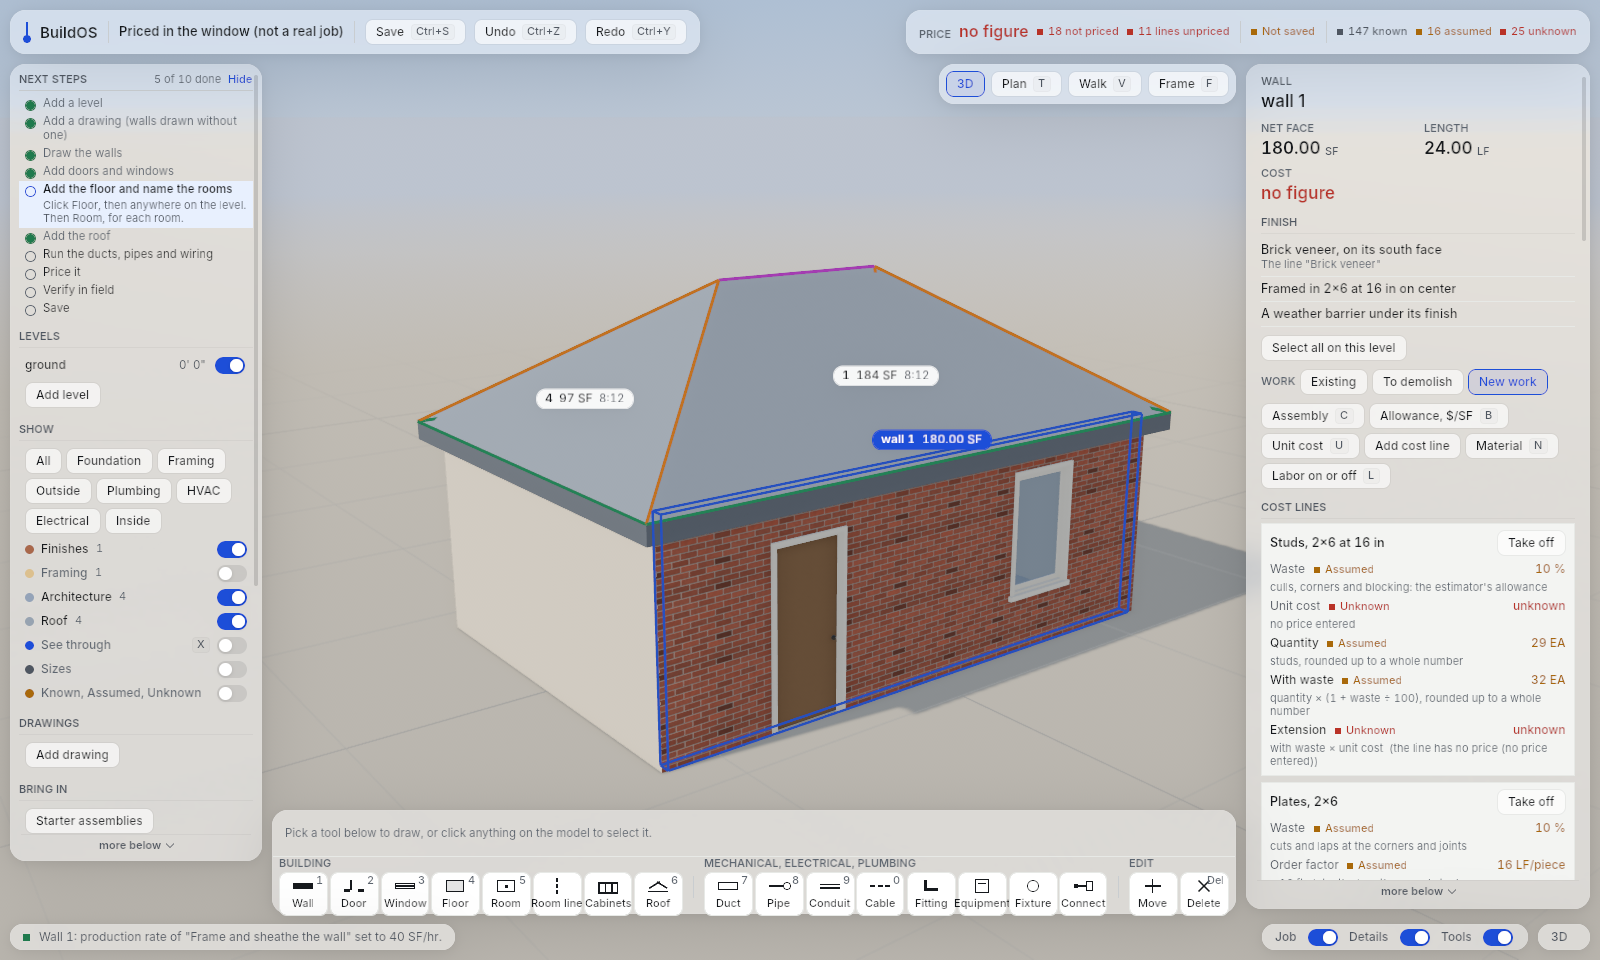 BuildOS
Priced in the window (not a real job)
Save Ctrl+S
Undo Ctrl+Z
Redo Ctrl+Y
PRICE no figure 18 not priced 11 lines unpriced Not saved 147 known 16 assumed 25 unknown
NEXT STEPS 5 of 10 done Hide
Add a level
Add a drawing (walls drawn without
one)
Draw the walls
Add doors and windows
Add the floor and name the rooms
Click Floor, then anywhere on the level.
Then Room, for each room.
Add the roof
Run the ducts, pipes and wiring
Price it
Verify in field
Save
LEVELS
ground 0' 0"
Add level
SHOW
All Foundation Framing
Outside Plumbing HVAC
Electrical Inside
Finishes 1
Framing 1
Architecture 4
Roof 4
See through X
Sizes
Known, Assumed, Unknown
DRAWINGS
Add drawing
BRING IN
Starter assemblies
more below
3D Plan T Walk V Frame F
4 97 SF 8:12
1 184 SF 8:12
wall 1 180.00 SF
WALL
wall 1
NET FACE LENGTH
180.00 SF 24.00 LF
COST
no figure
FINISH
Brick veneer, on its south face
The line "Brick veneer"
Framed in 2×6 at 16 in on center
A weather barrier under its finish
Select all on this level
WORK Existing To demolish New work
Assembly C Allowance, $/SF B
Unit cost U Add cost line Material N
Labor on or off L
COST LINES
Studs, 2×6 at 16 in Take off
Waste Assumed 10 %
culls, corners and blocking: the estimator's allowance
Unit cost Unknown unknown
no price entered
Quantity Assumed 29 EA
studs, rounded up to a whole number
With waste Assumed 32 EA
quantity × (1 + waste ÷ 100), rounded up to a whole
number
Extension Unknown unknown
with waste × unit cost (the line has no price (no price
entered))
Plates, 2×6 Take off
Waste Assumed 10 %
cuts and laps at the corners and joints
Order factor Assumed 16 LF/piece
more below
Pick a tool below to draw, or click anything on the model to select it.
BUILDING MECHANICAL, ELECTRICAL, PLUMBING EDIT
1 2 3 4 5 6 7 8 9 0 Del
Wall Door Window Floor Room Room line Cabinets Roof Duct Pipe Conduit Cable Fitting Equipment Fixture Connect Move Delete
Wall 1: production rate of "Frame and sheathe the wall" set to 40 SF/hr.
Job Details Tools 3D